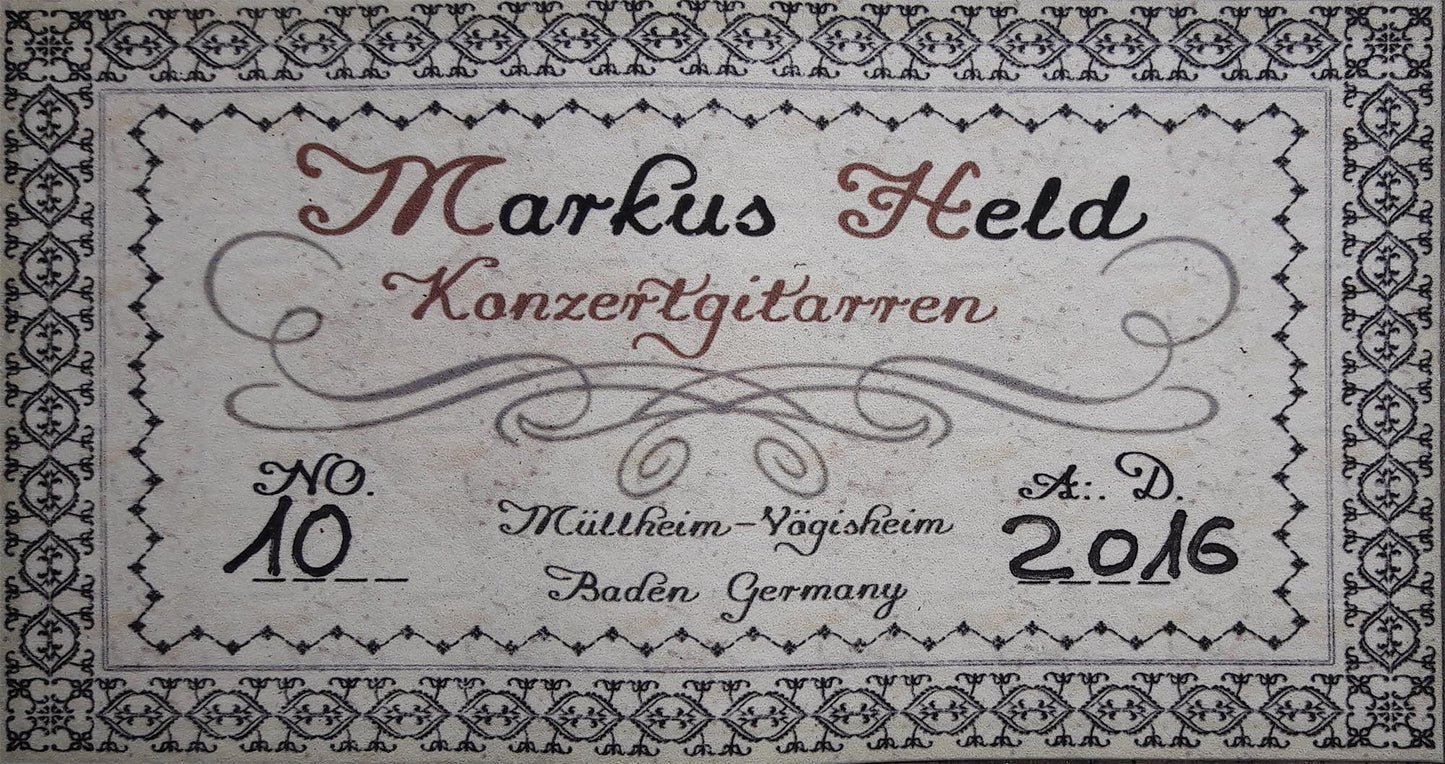 Markus Held
Konzertgitarren
NO.
10
Müllheim-Vögisheim
Baden Germany
A:. D.
2016